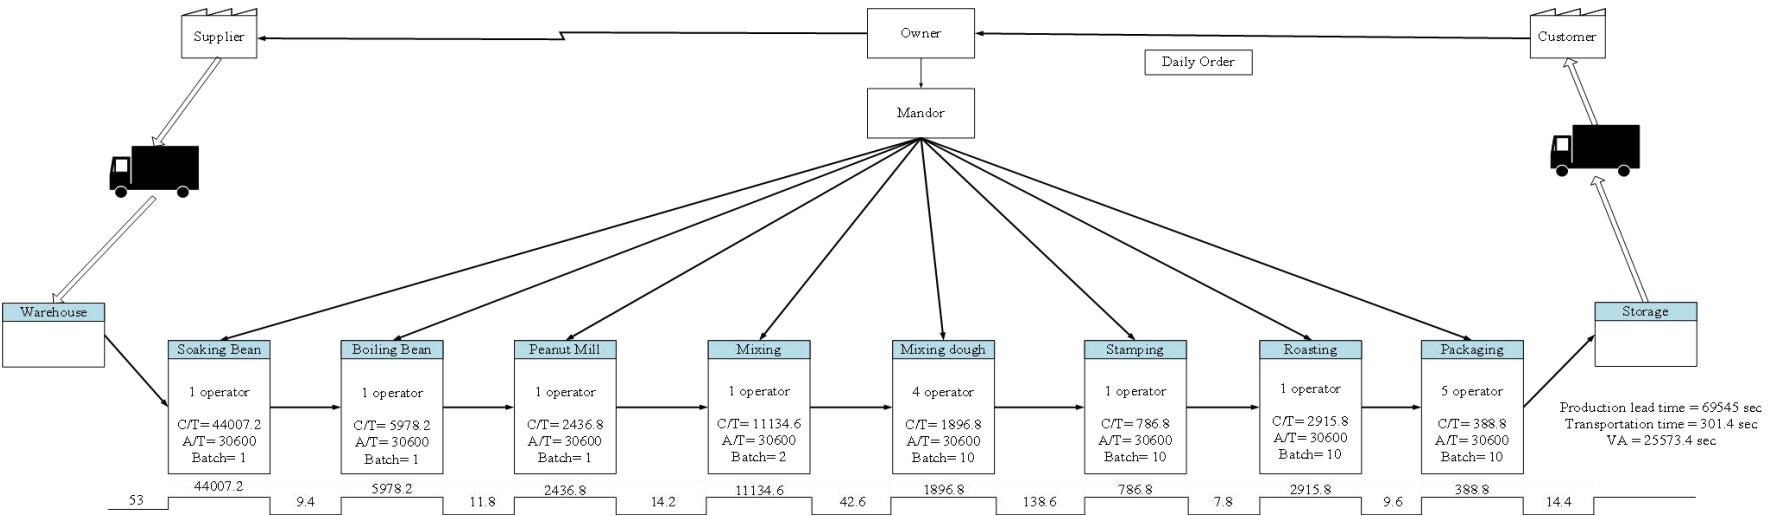 Supplier
Owner
Customer
Daily Order
Mandor
Warehouse
Storage
Soaking Bean
1 operator
C/T= 44007.2
A/T= 30600
Batch= 1
Boiling Bean
1 operator
C/T= 5978.2
A/T= 30600
Batch= 1
Peanut Mill
1 operator
C/T= 2436.8
A/T= 30600
Batch= 1
Mixing
1 operator
C/T= 11134.6
A/T= 30600
Batch= 2
Mixing dough
4 operator
C/T= 1896.8
A/T= 30600
Batch= 10
Stamping
1 operator
C/T= 786.8
A/T= 30600
Batch= 10
Roasting
1 operator
C/T= 2915.8
A/T= 30600
Batch= 10
Packaging
5 operator
C/T= 388.8
A/T= 30600
Batch= 10
Production lead time = 69545 sec
Transportation time = 301.4 sec
VA = 25573.4 sec
53
44007.2
9.4
5978.2
11.8
2436.8
14.2
11134.6
42.6
1896.8
138.6
786.8
7.8
2915.8
9.6
388.8
14.4